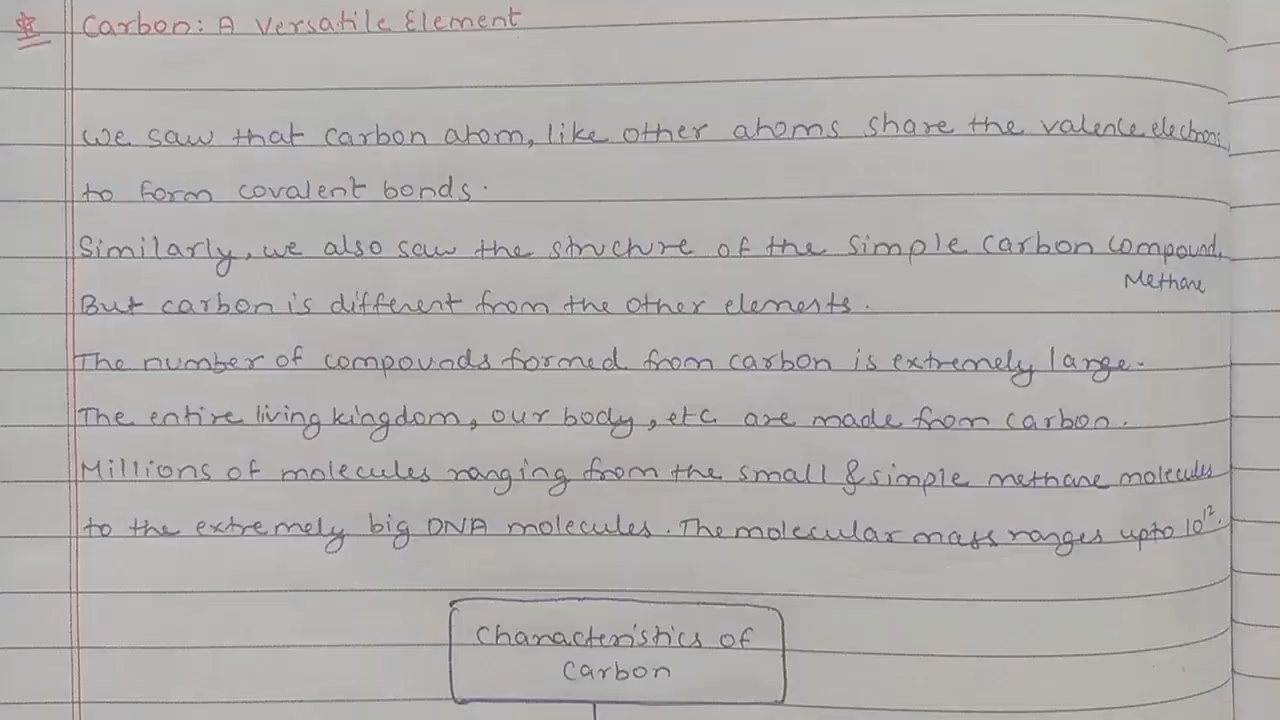 Carbon: A Versatile Element
We saw that carbon atom, like other atoms share the valence electrons
to form covalent bonds.
Similarly, we also saw the structure of the simple carbon compound,
Methane
But carbon is different from the other elements.
The number of compounds formed from carbon is extremely large.
The entire living kingdom, our body, etc are made from carbon.
Millions of molecules ranging from the small & simple methane molecules
to the extremely big DNA molecules. The molecular mass ranges upto 10¹².
Characteristics of
Carbon